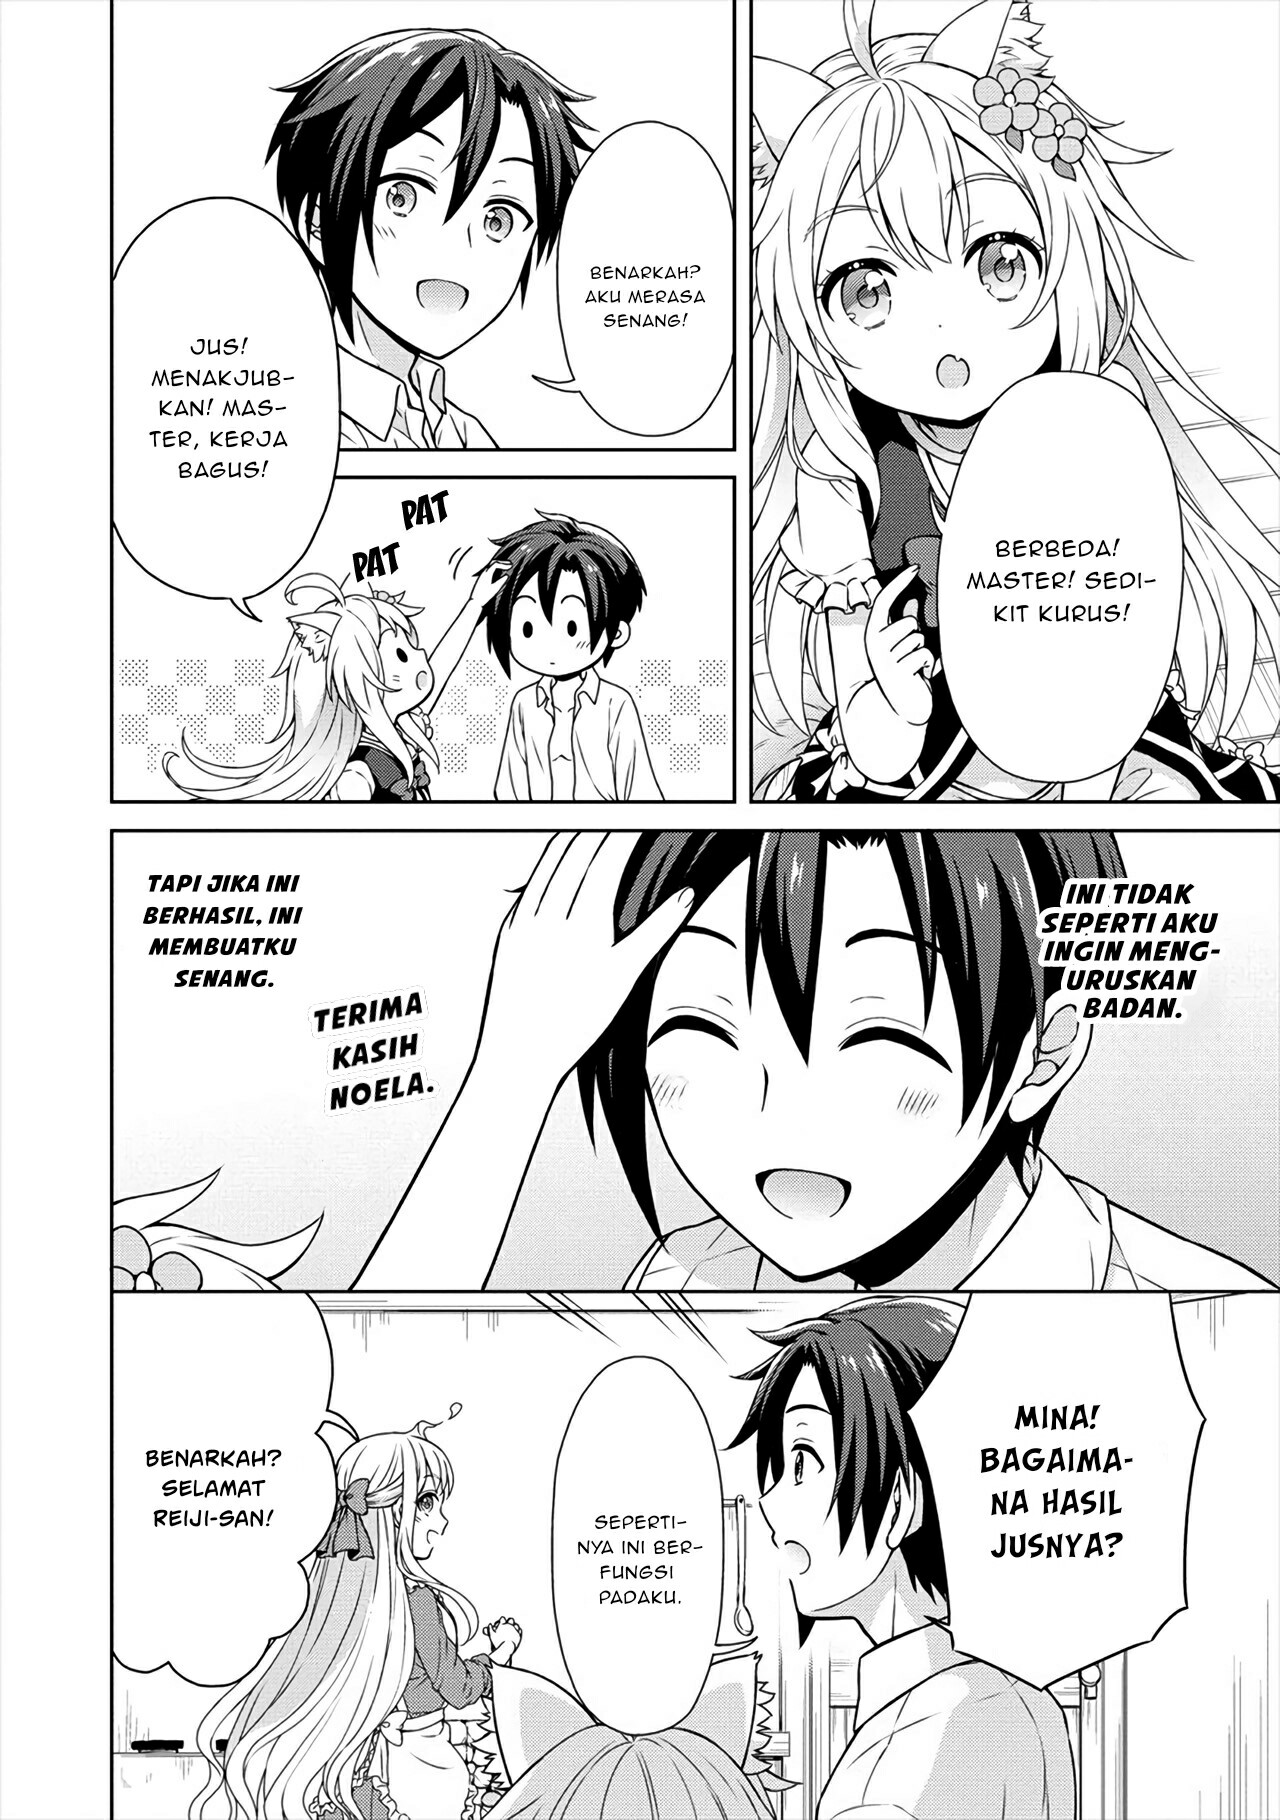 BERBEDA!
MASTER! SEDI-
KIT KURUS!
BENARKAH?
AKU MERASA
SENANG!
JUS!
MENAKJUB-
KAN! MAS-
TER, KERJA
BAGUS!
PAT
PAT
INI TIDAK
SEPERTI AKU
INGIN MENG-
URUSKAN
BADAN.
TAPI JIKA INI
BERHASIL, INI
MEMBUATKU
SENANG.
TERIMA
KASIH
NOELA.
MINA!
BAGAIMA-
NA HASIL
JUSNYA?
SEPERTI-
NYA INI BER-
FUNGSI
PADAKU.
BENARKAH?
SELAMAT
REIJI-SAN!